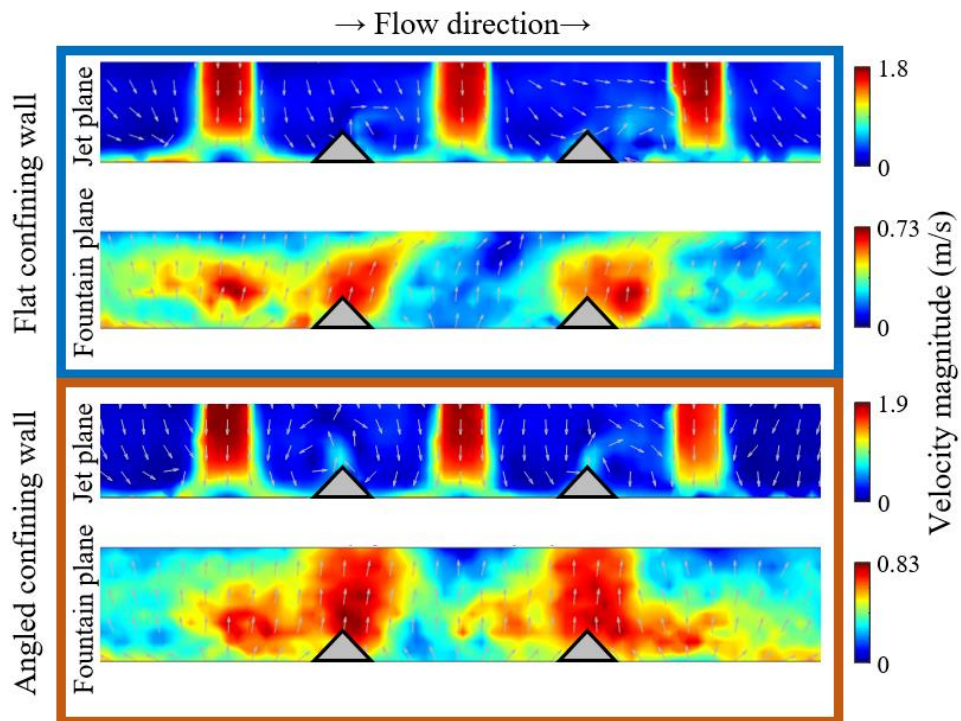 → Flow direction→
Flat confining wall
Jet plane
1.8
0
Fountain plane
0.73
0
Angled confining wall
Jet plane
1.9
0
Fountain plane
0.83
0
Velocity magnitude (m/s)